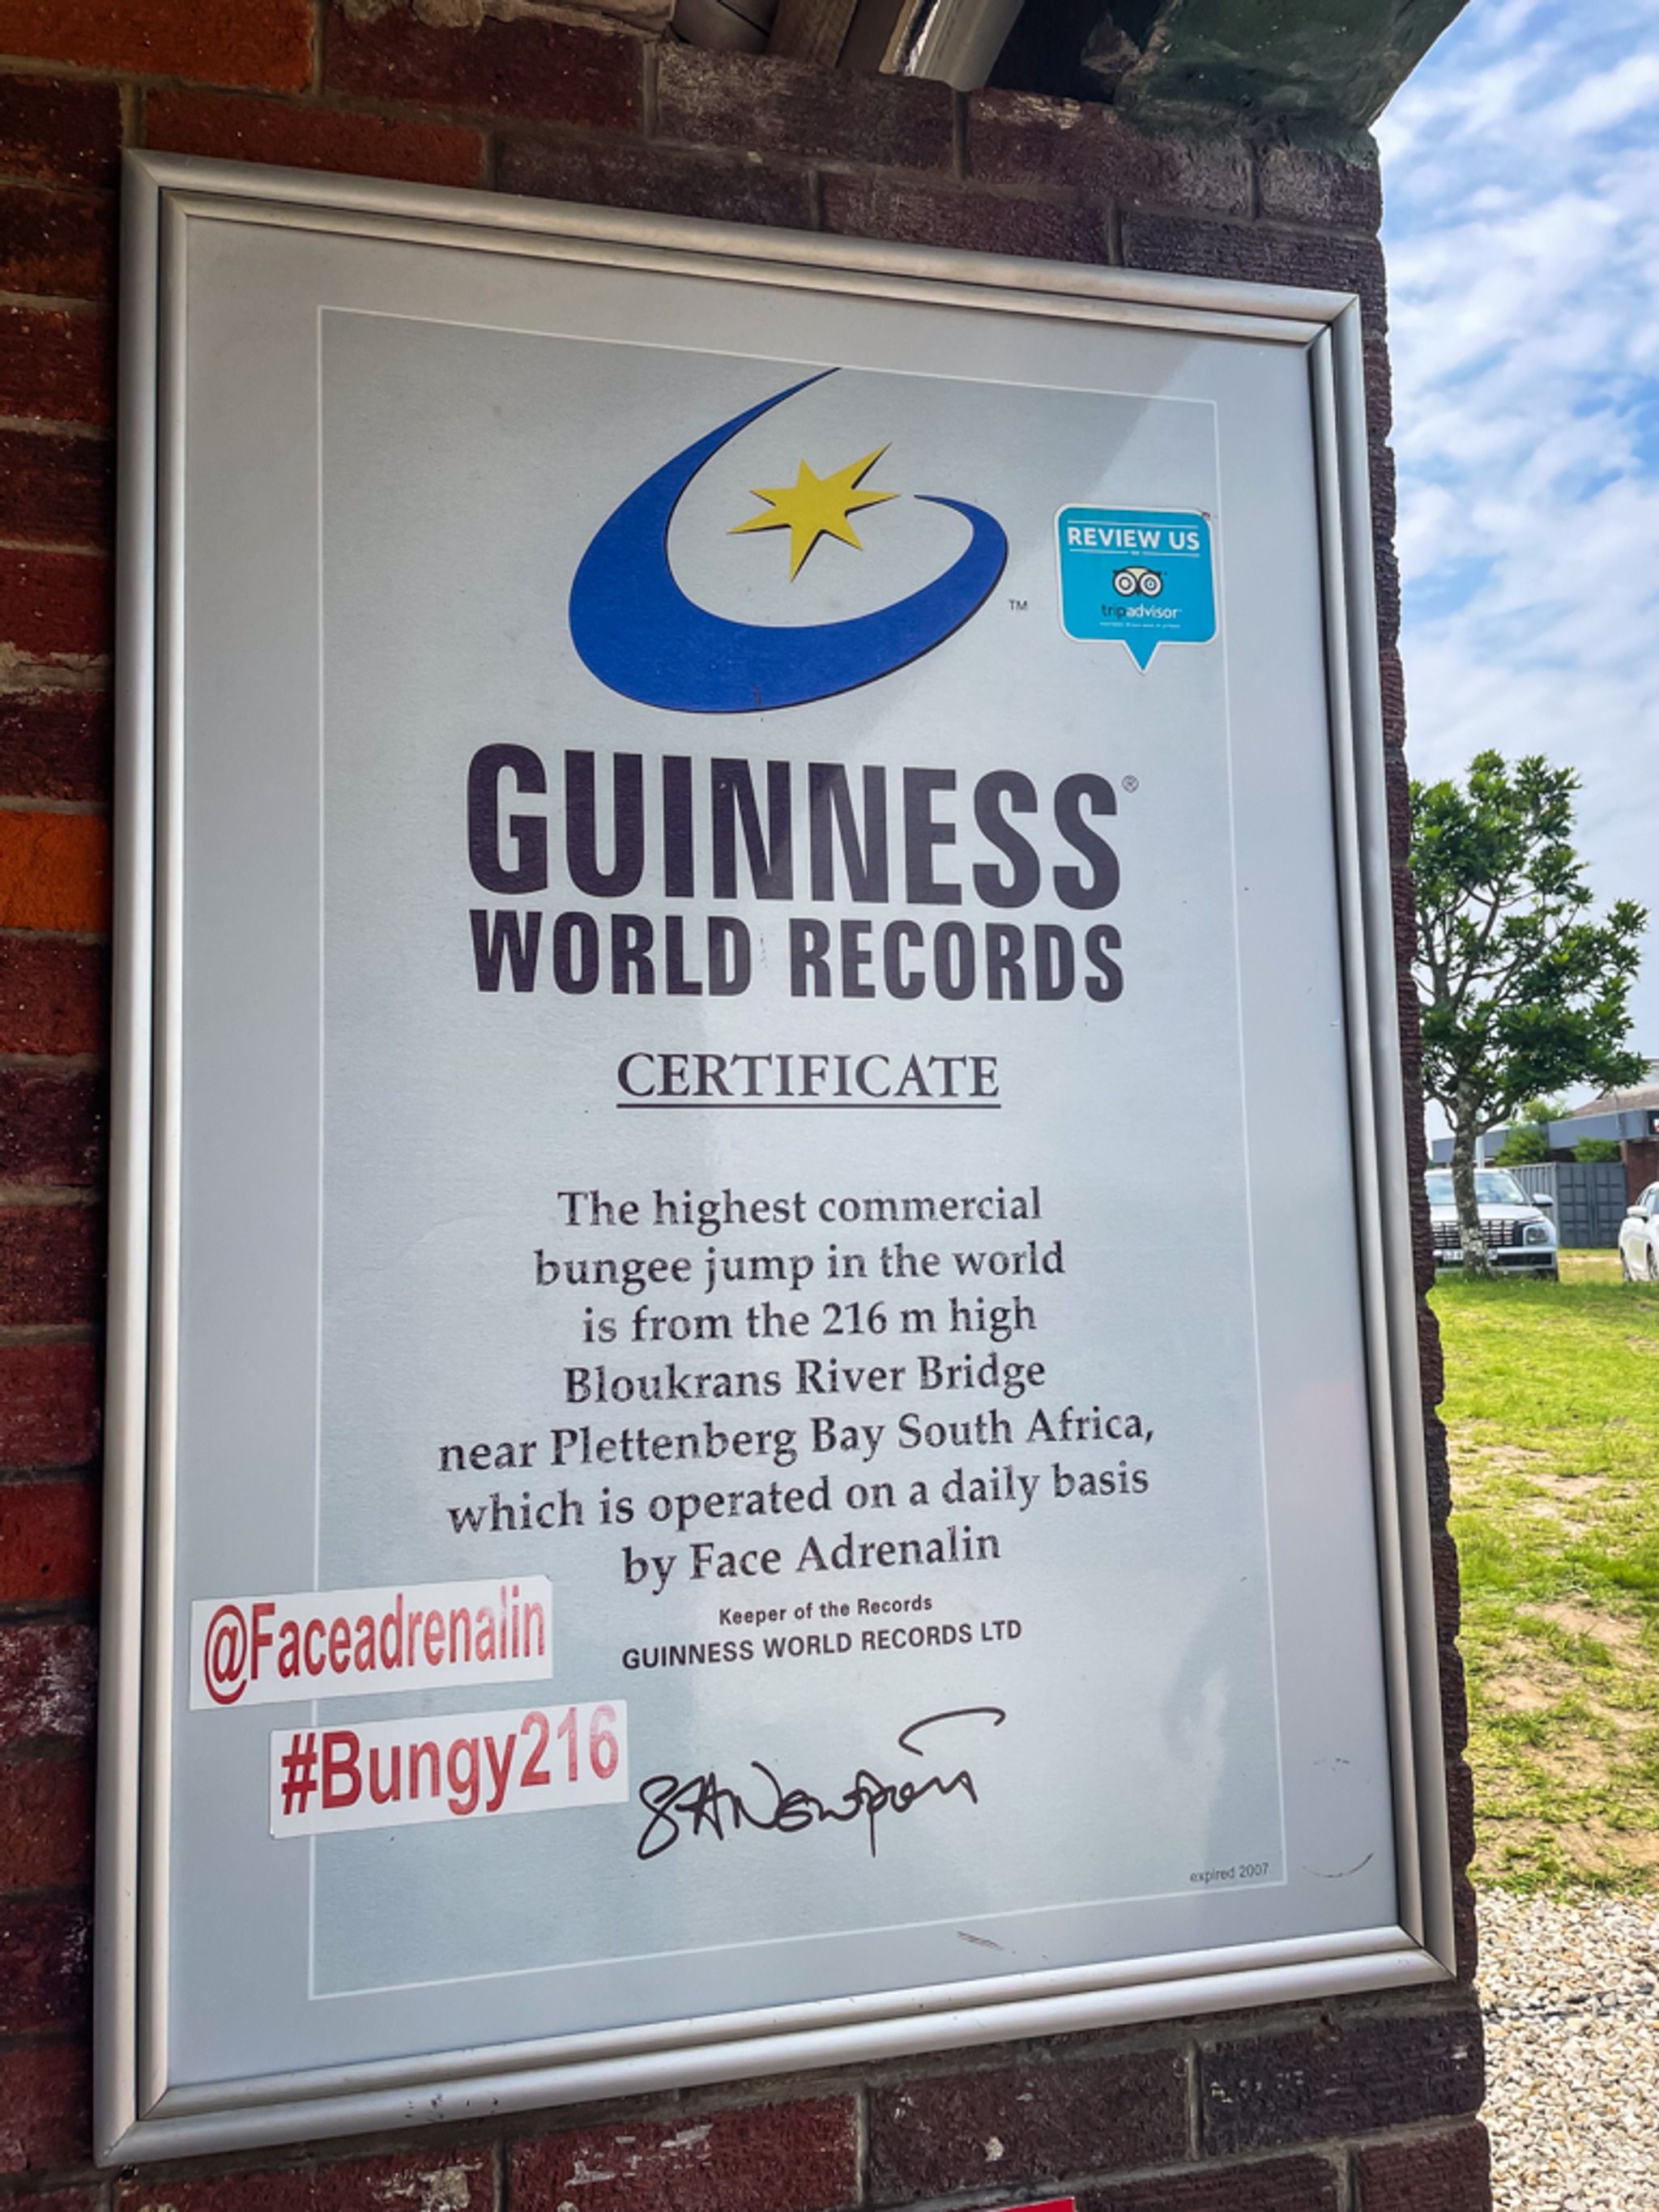 REVIEW US
tripadvisor
TM
GUINNESS®
WORLD RECORDS
CERTIFICATE
The highest commercial
bungee jump in the world
is from the 216 m high
Bloukrans River Bridge
near Plettenberg Bay South Africa,
which is operated on a daily basis
by Face Adrenalin
Keeper of the Records
GUINNESS WORLD RECORDS LTD
@Faceadrenalin
#Bungy216
expired 2007